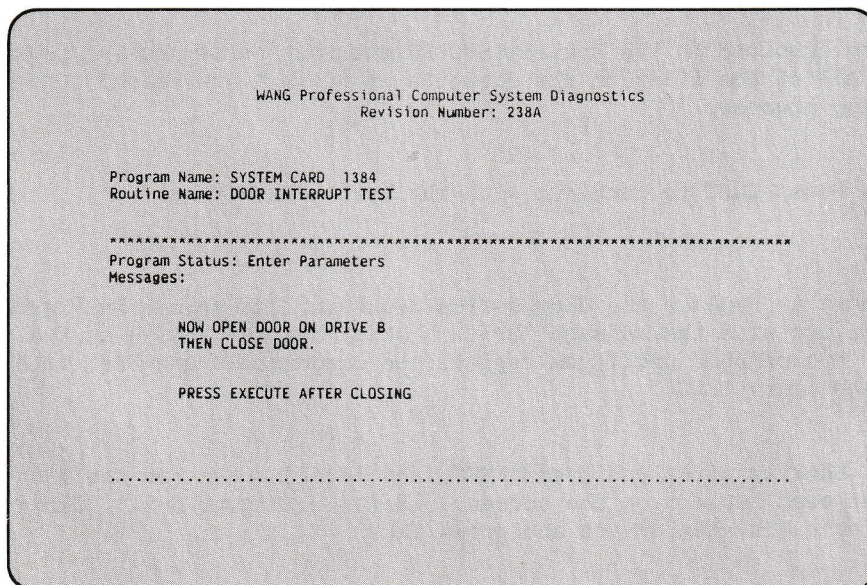 WANG Professional Computer System Diagnostics
Revision Number: 238A
Program Name: SYSTEM CARD 1384
Routine Name: DOOR INTERRUPT TEST
********************************************************************************
Program Status: Enter Parameters
Messages:
NOW OPEN DOOR ON DRIVE B
THEN CLOSE DOOR.
PRESS EXECUTE AFTER CLOSING
................................................................................